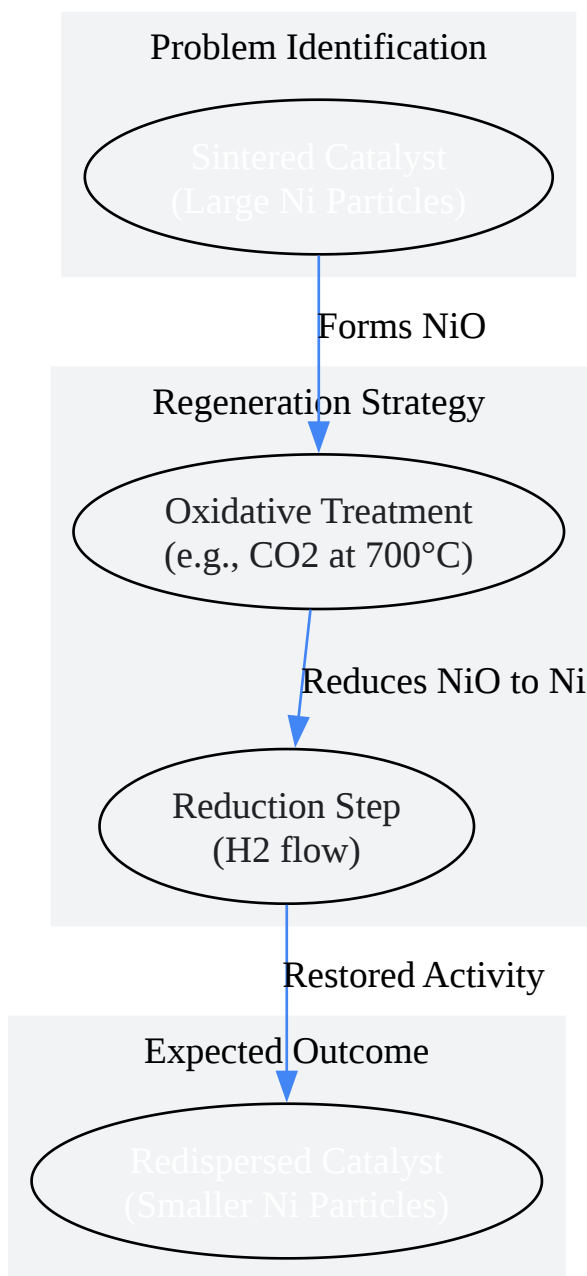 Problem Identification
Sintered Catalyst
(Large Ni Particles)
Forms NiO
Regeneration Strategy
Oxidative Treatment
(e.g., CO2 at 700°C)
Reduces NiO to Ni
Reduction Step
(H2 flow)
Restored Activity
Expected Outcome
Redispersed Catalyst
(Smaller Ni Particles)